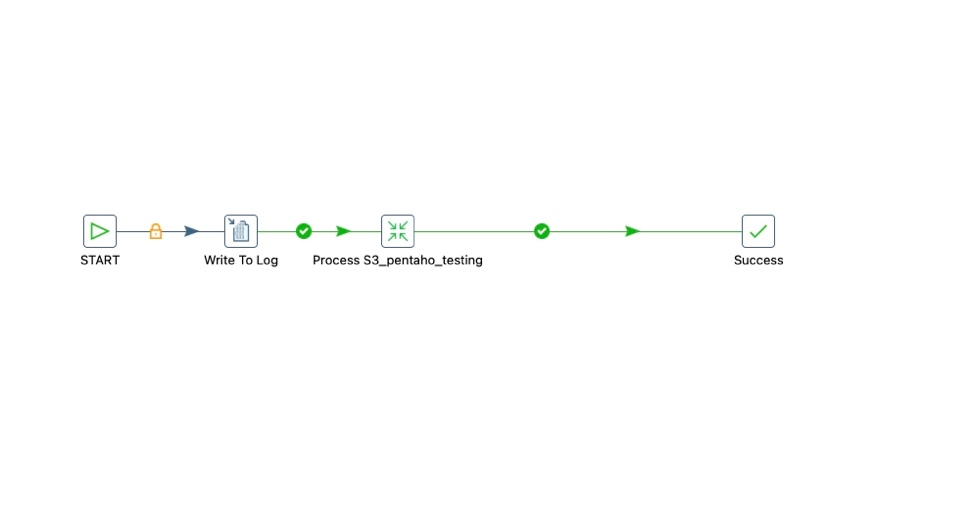 START
Write To Log
Process S3_pentaho_testing
Success